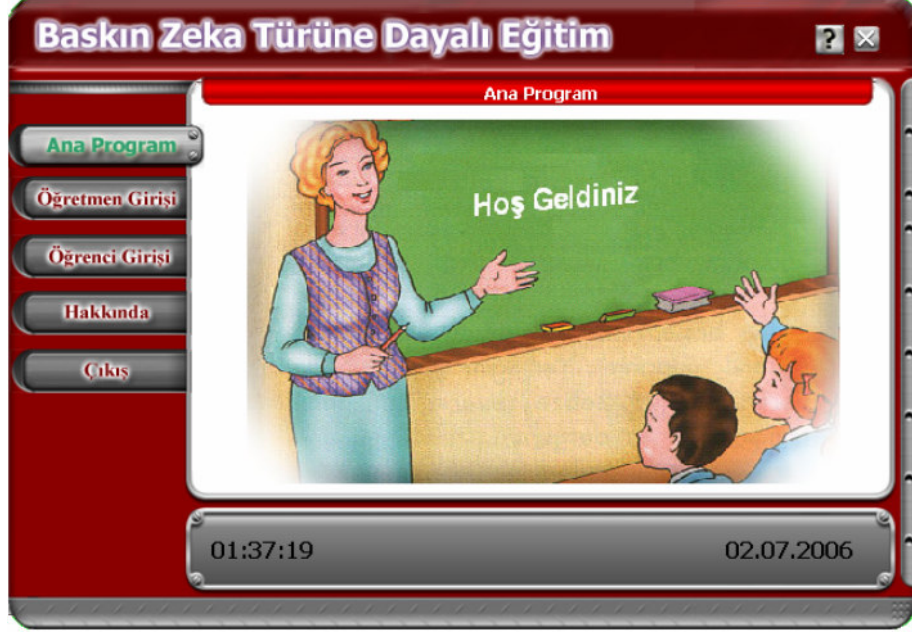 Baskın Zeka Türüne Dayalı Eğitim
?
Ana Program
Ana Program
Öğretmen Girişi
Öğrenci Girişi
Hakkında
Çıkış
Hoş Geldiniz
01:37:19
02.07.2006